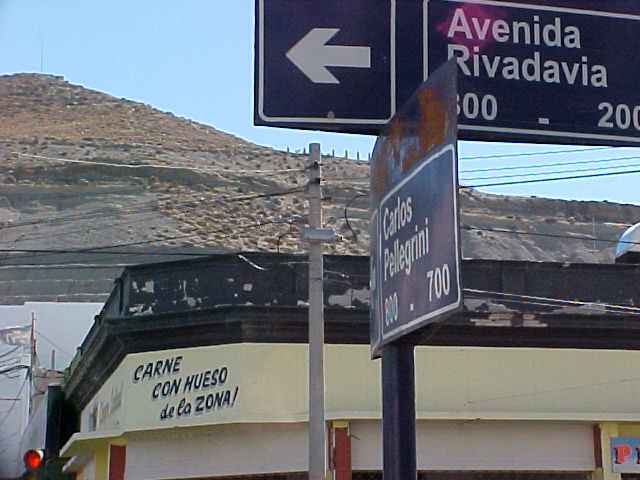 Avenida
Rivadavia
300 - 200
Carlos
Pellegrini
800 - 700
CARNE
CON HUESO
de la ZONA!
P